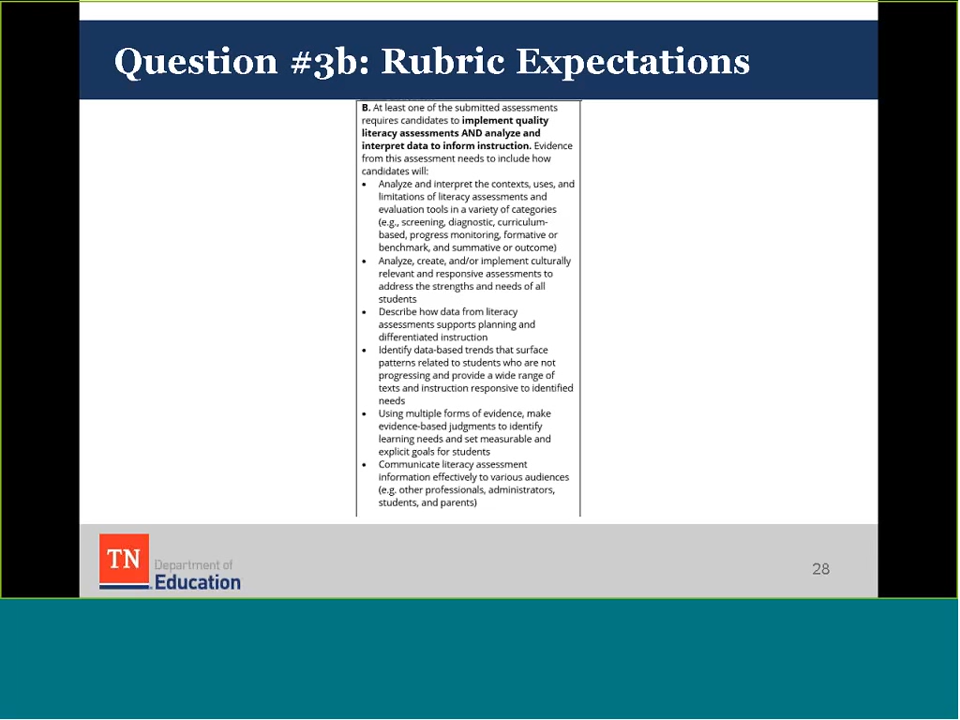 Question #3b: Rubric Expectations
B. At least one of the submitted assessments
requires candidates to implement quality
literacy assessments AND analyze and
interpret data to inform instruction. Evidence
from this assessment needs to include how
candidates will:
• Analyze and interpret the contexts, uses, and
limitations of literacy assessments and
evaluation tools in a variety of categories
(e.g., screening, diagnostic, curriculum-
based, progress monitoring, formative or
benchmark, and summative or outcome)
• Analyze, create, and/or implement culturally
relevant and responsive assessments to
address the strengths and needs of all
students
• Describe how data from literacy
assessments supports planning and
differentiated instruction
• Identify data-based trends that surface
patterns related to students who are not
progressing and provide a wide range of
texts and instruction responsive to identified
needs
• Using multiple forms of evidence, make
evidence-based judgments to identify
learning needs and set measurable and
explicit goals for students
• Communicate literacy assessment
information effectively to various audiences
(e.g. other professionals, administrators,
students, and parents)
TN
Department of
Education
28